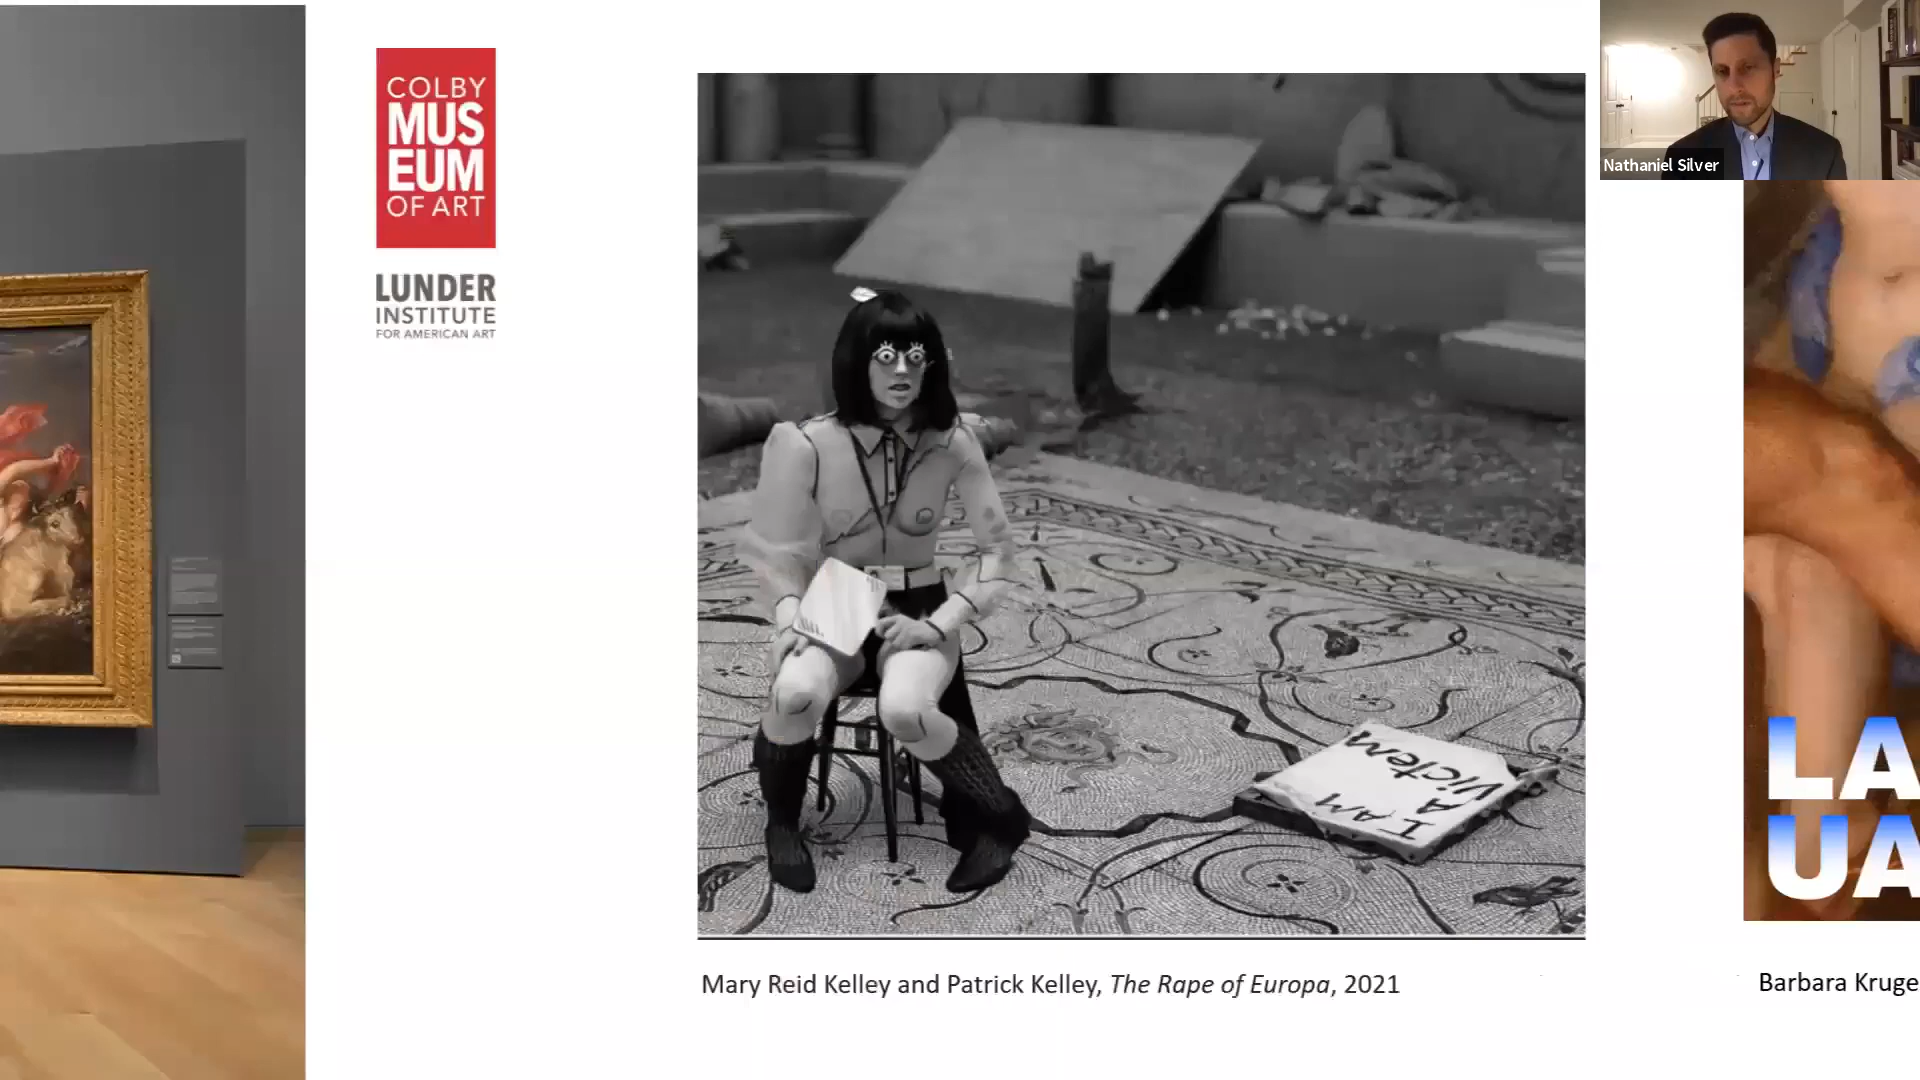 COLBY
MUS
EUM
OF ART
LUNDER
INSTITUTE
FOR AMERICAN ART
I AM
A
Victem
Mary Reid Kelley and Patrick Kelley, The Rape of Europa, 2021
Nathaniel Silver
LA
UA
Barbara Kruge